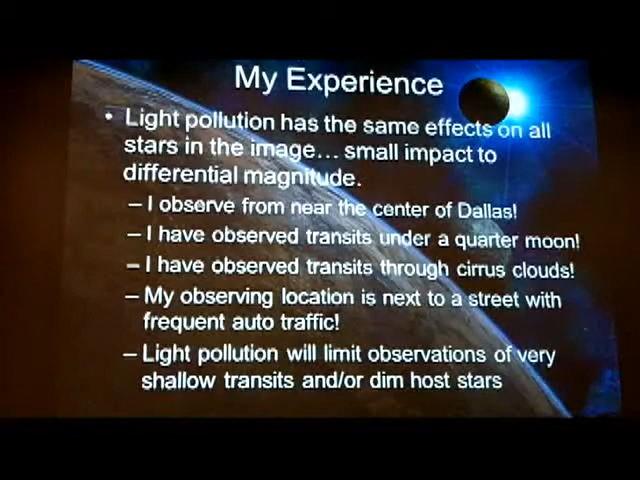 My Experience
• Light pollution has the same effects on all
stars in the image… small impact to
differential magnitude.
– I observe from near the center of Dallas!
– I have observed transits under a quarter moon!
– I have observed transits through cirrus clouds!
– My observing location is next to a street with
frequent auto traffic!
– Light pollution will limit observations of very
shallow transits and/or dim host stars